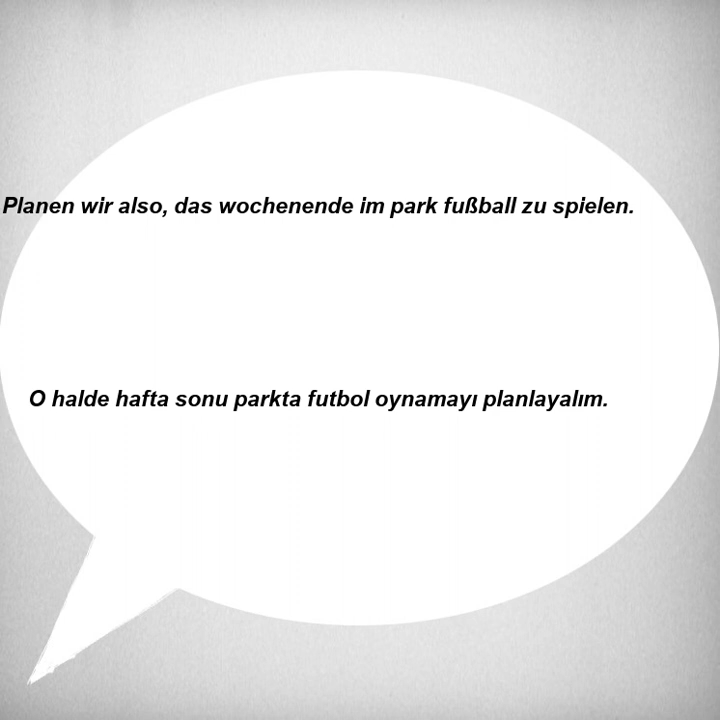 Planen wir also, das wochenende im park fußball zu spielen.
O halde hafta sonu parkta futbol oynamayı planlayalım.